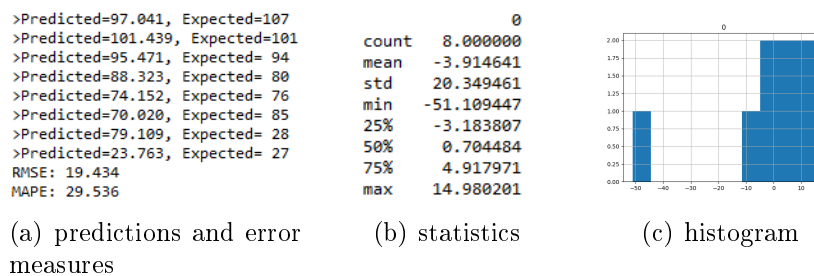 >Predicted=97.041, Expected=107
>Predicted=101.439, Expected=101
>Predicted=95.471, Expected= 94
>Predicted=88.323, Expected= 80
>Predicted=74.152, Expected= 76
>Predicted=70.020, Expected= 85
>Predicted=79.109, Expected= 28
>Predicted=23.763, Expected= 27
RMSE: 19.434
MAPE: 29.536
(a) predictions and error
measures
0
count 8.000000
mean -3.914641
std 20.349461
min -51.109447
25% -3.183807
50% 0.704484
75% 4.917971
max 14.980201
(b) statistics
0
2.00
1.75
1.50
1.25
1.00
0.75
0.50
0.25
0.00
−50 −40 −30 −20 −10 0 10
(c) histogram